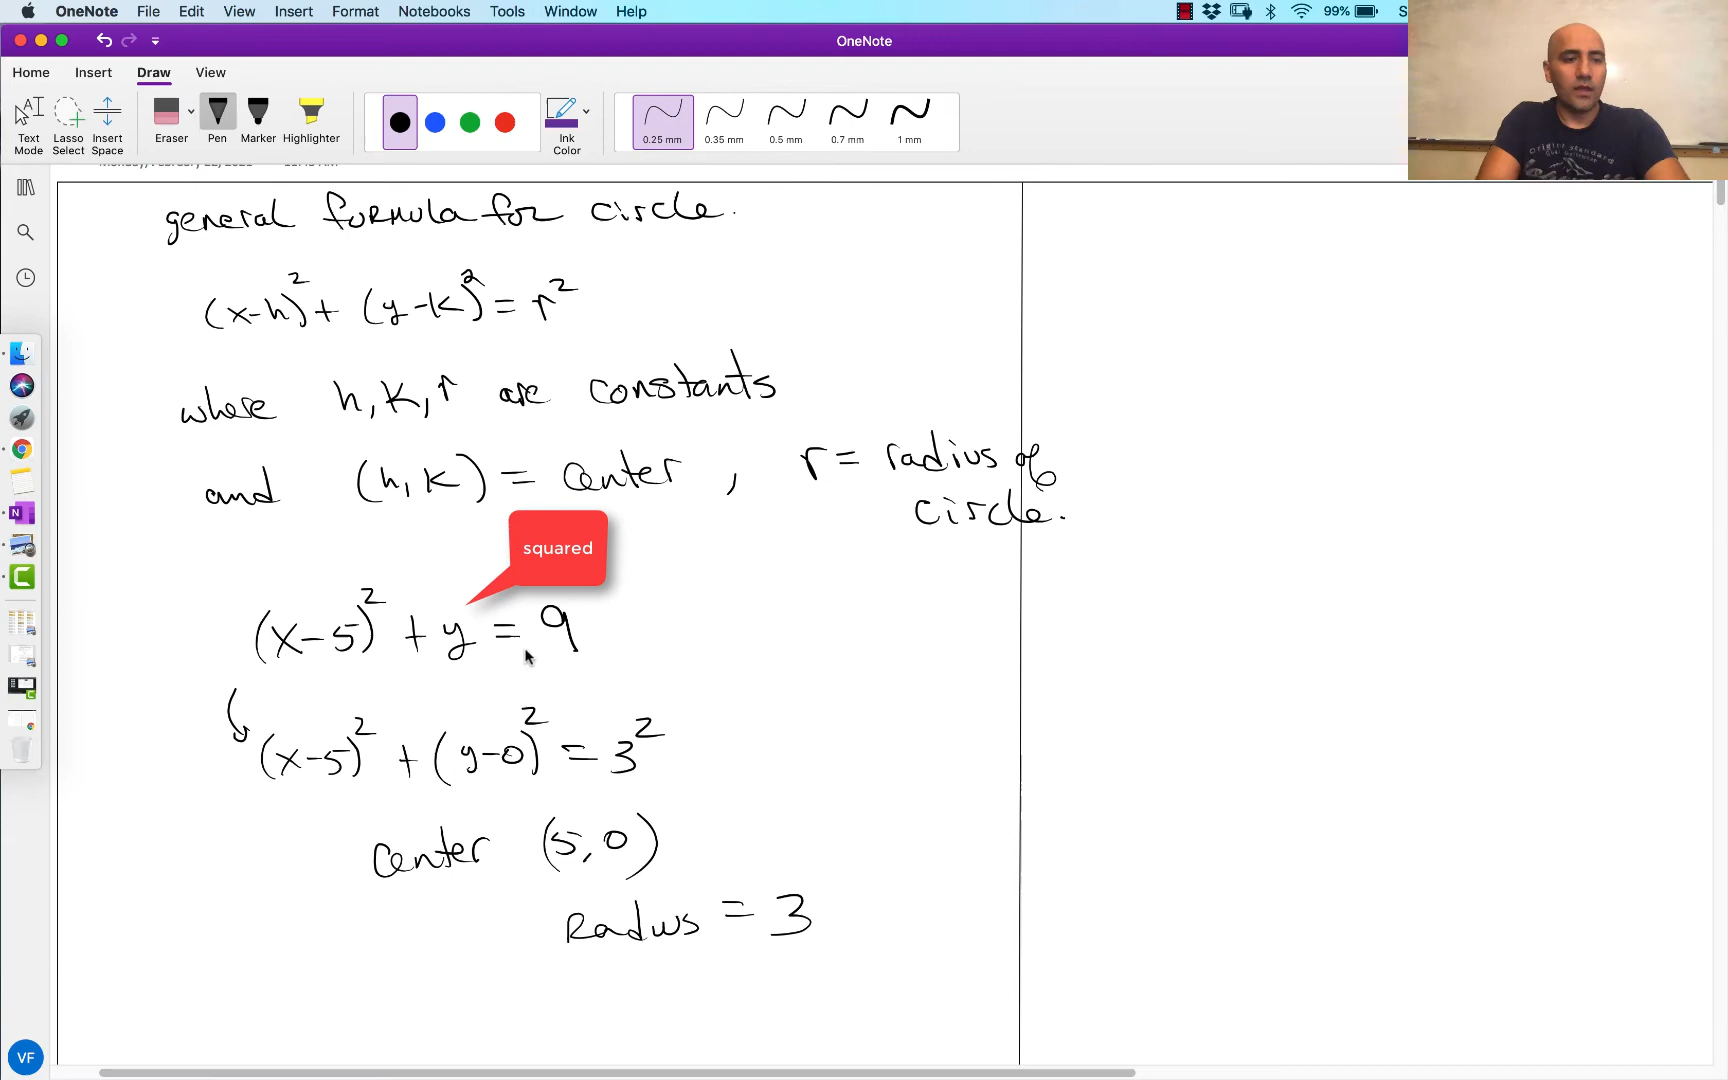 OneNote File Edit View Insert Format Notebooks Tools Window Help
99%
OneNote
Home Insert Draw View
Text Mode
Lasso Select
Insert Space
Eraser
Pen
Marker
Highlighter
Ink Color
0.25 mm
0.35 mm
0.5 mm
0.7 mm
1 mm
general formula for circle.
(x-h)² + (y-k)² = r²
where h, k, r are constants
and (h, k) = center , r = radius of
circle.
squared
(x-5)² + y = 9
(x-5)² + (y-0)² = 3²
center (5, 0)
Radius = 3
VF